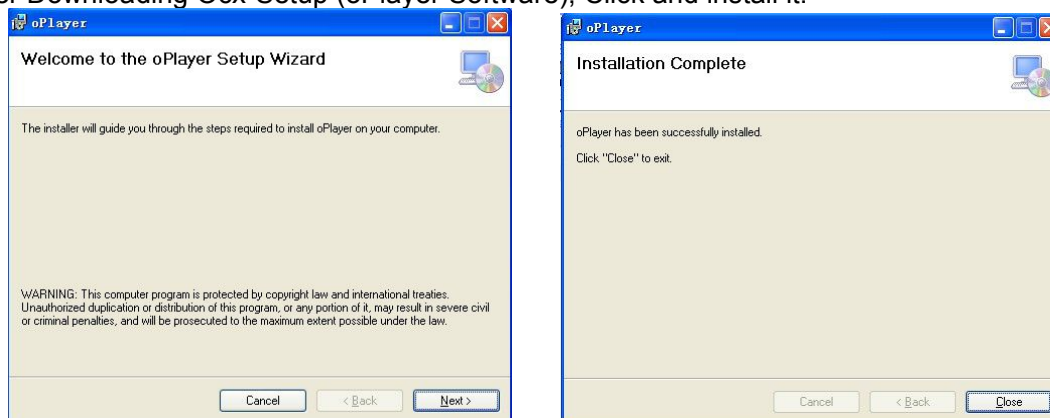 Downloading Ocx Setup (oPlayer Software), Click and install it.
oPlayer
Welcome to the oPlayer Setup Wizard
The installer will guide you through the steps required to install oPlayer on your computer.
WARNING: This computer program is protected by copyright law and international treaties.
Unauthorized duplication or distribution of this program, or any portion of it, may result in severe civil
or criminal penalties, and will be prosecuted to the maximum extent possible under the law.
Cancel
< Back
Next >
oPlayer
Installation Complete
oPlayer has been successfully installed.
Click "Close" to exit.
Cancel
< Back
Close